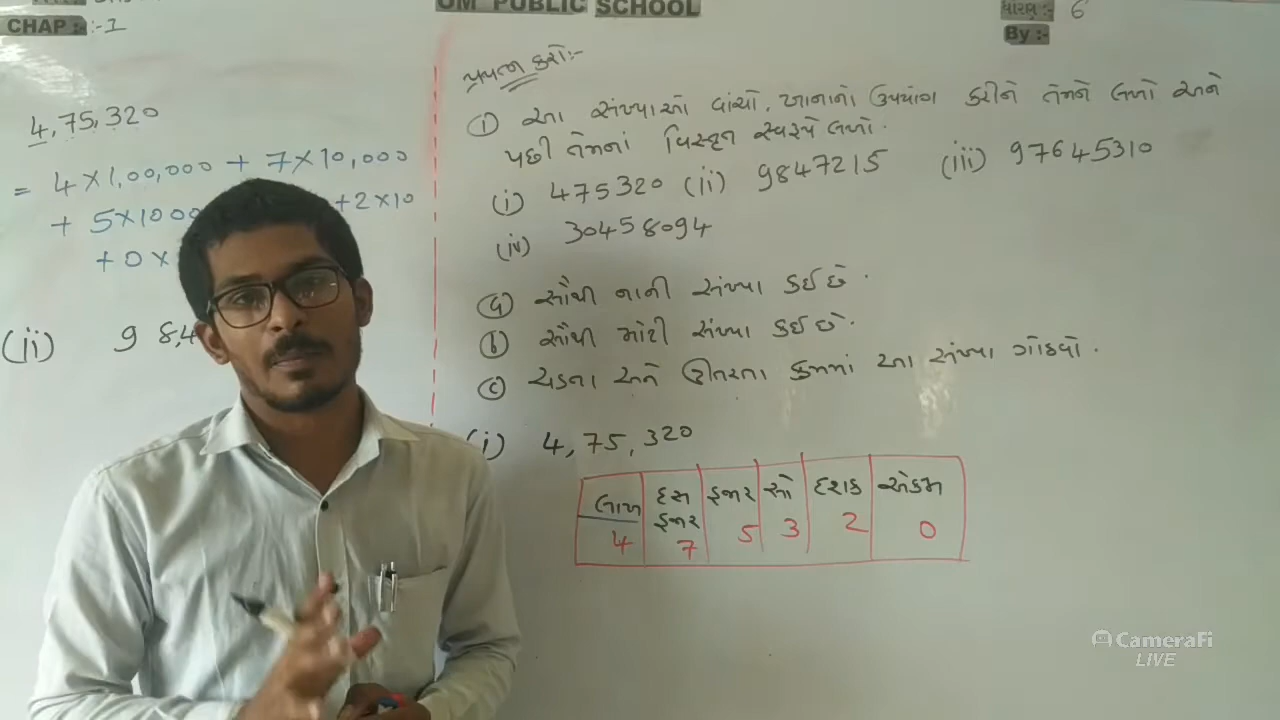 OM PUBLIC SCHOOL
CHAP :- 1
ધોરણ :- 6
By :-
4,75,320
= 4 × 1,00,000 + 7 × 10,000
+ 5×1000 +2×10
+0×
(ii) 9 8,4
પ્રયત્ન કરો:-
① આ સંખ્યાઓ વાંચો. ખાનાનો ઉપયોગ કરીને તેમને લખો અને
પછી તેમનાં વિસ્તૃત સ્વરૂપે લખો.
(i) 475320 (ii) 9847215 (iii) 97645310
(iv) 30458094
ⓐ સૌથી નાની સંખ્યા કઈ છે.
ⓑ સૌથી મોટી સંખ્યા કઈ છે.
ⓒ ચડતા અને ઊતરતા ક્રમમાં આ સંખ્યા ગોઠવો.
(i) 4,75,320
લાખ દસ હજાર હજાર સો દશક એકમ
4 7 5 3 2 0
CameraFi
LIVE